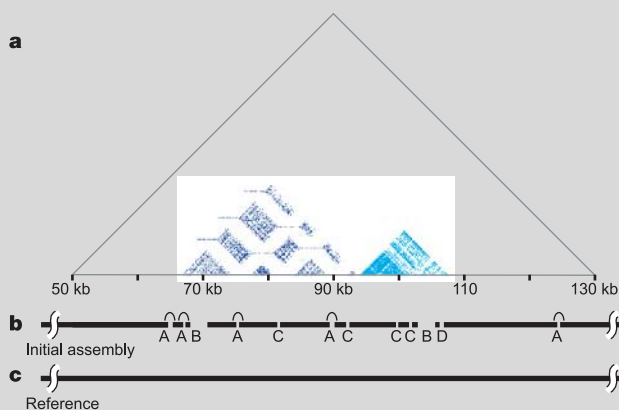 a
50 kb 70 kb 90 kb 110 130 kb
b
A A B A C A C C C B D A
Initial assembly
c
Reference